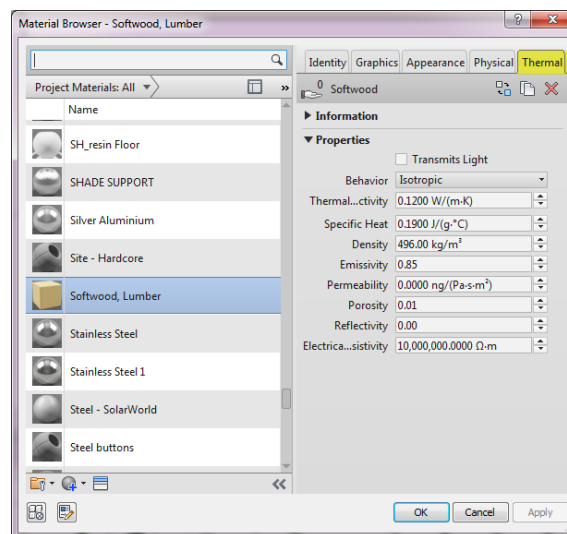 Material Browser - Softwood, Lumber
Identity Graphics Appearance Physical Thermal
Project Materials: All
»
Name
SH_resin Floor
SHADE SUPPORT
Silver Aluminium
Site - Hardcore
Softwood, Lumber
Stainless Steel
Stainless Steel 1
Steel - SolarWorld
Steel buttons
0 Softwood
Information
Properties
Transmits Light
Behavior Isotropic
Thermal...ctivity 0.1200 W/(m·K)
Specific Heat 0.1900 J/(g·°C)
Density 496.00 kg/m³
Emissivity 0.85
Permeability 0.0000 ng/(Pa·s·m²)
Porosity 0.01
Reflectivity 0.00
Electrica...sistivity 10,000,000.0000 Ω·m
OK Cancel Apply